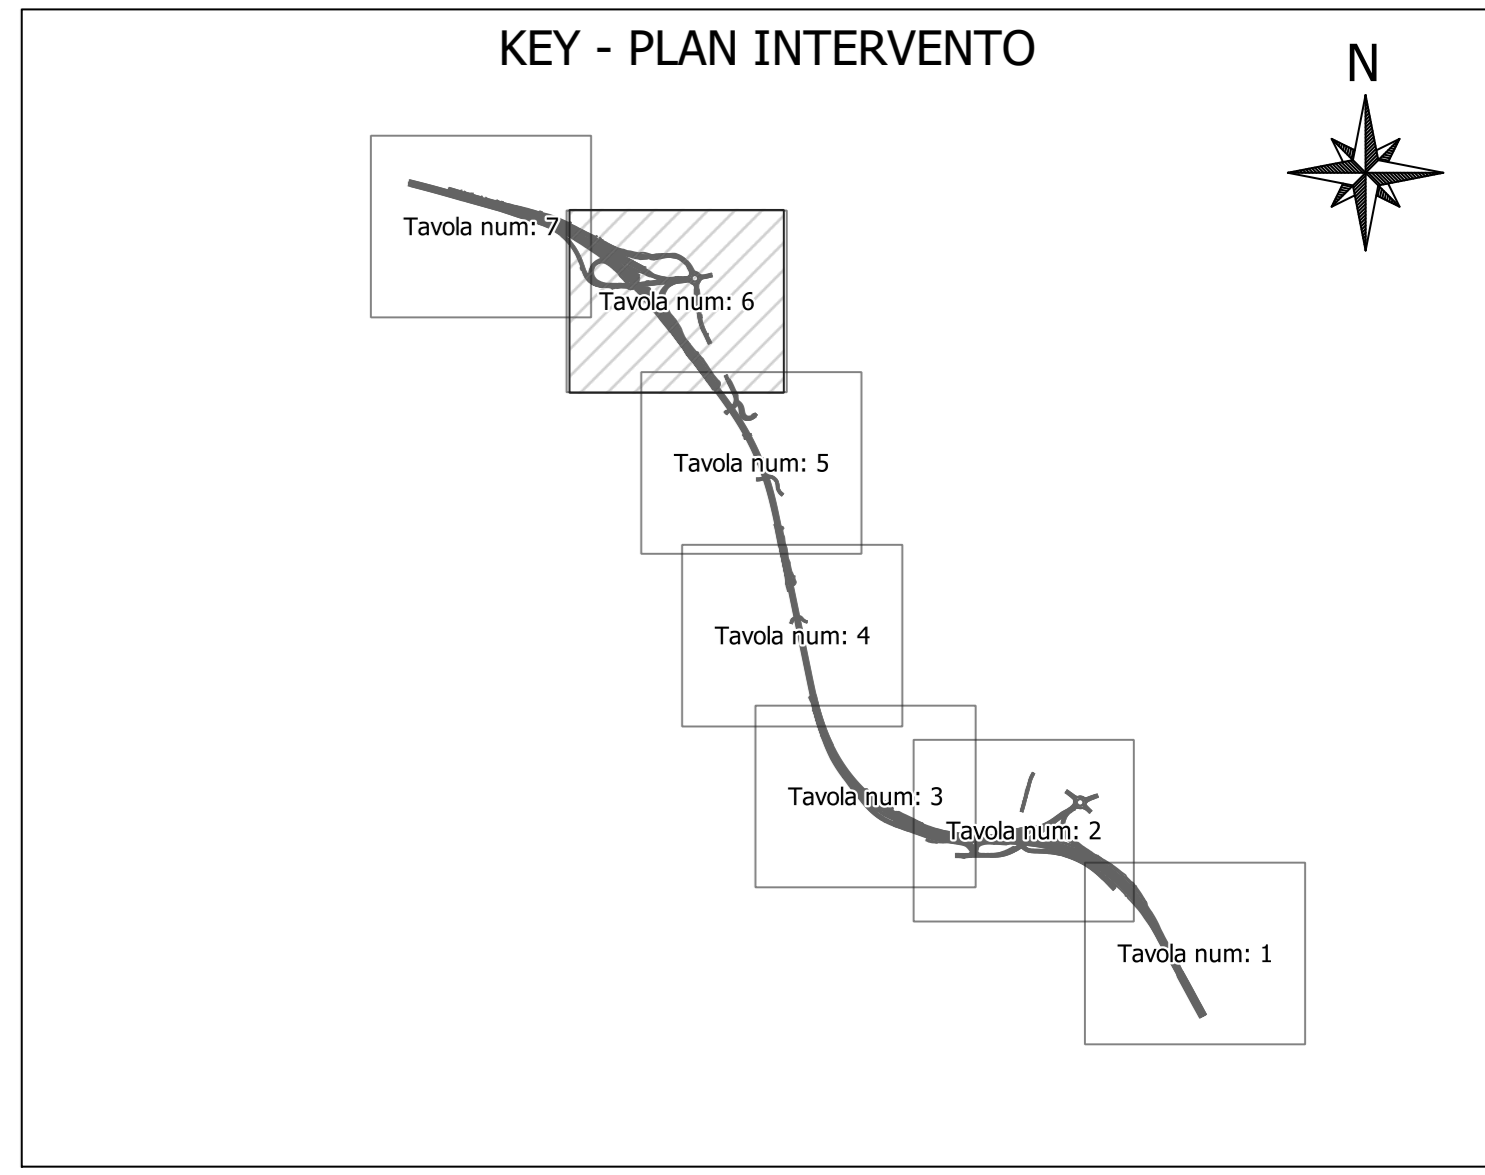 KEY - PLAN INTERVENTO
N
Tavola num: 7
Tavola num: 6
Tavola num: 5
Tavola num: 4
Tavola num: 3
Tavola num: 2
Tavola num: 1